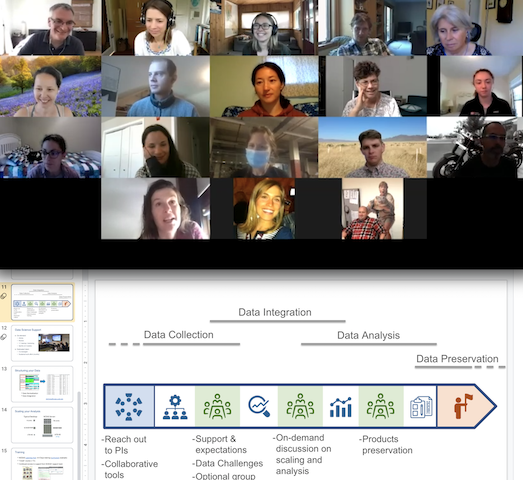 11
12
13
14
15
Data Integration
Data Collection
Data Analysis
Data Preservation
-Reach out
to PIs
-Collaborative
tools
-Support &
expectations
-Data Challenges
-Optional group
-On-demand
discussion on
scaling and
analysis
-Products
preservation